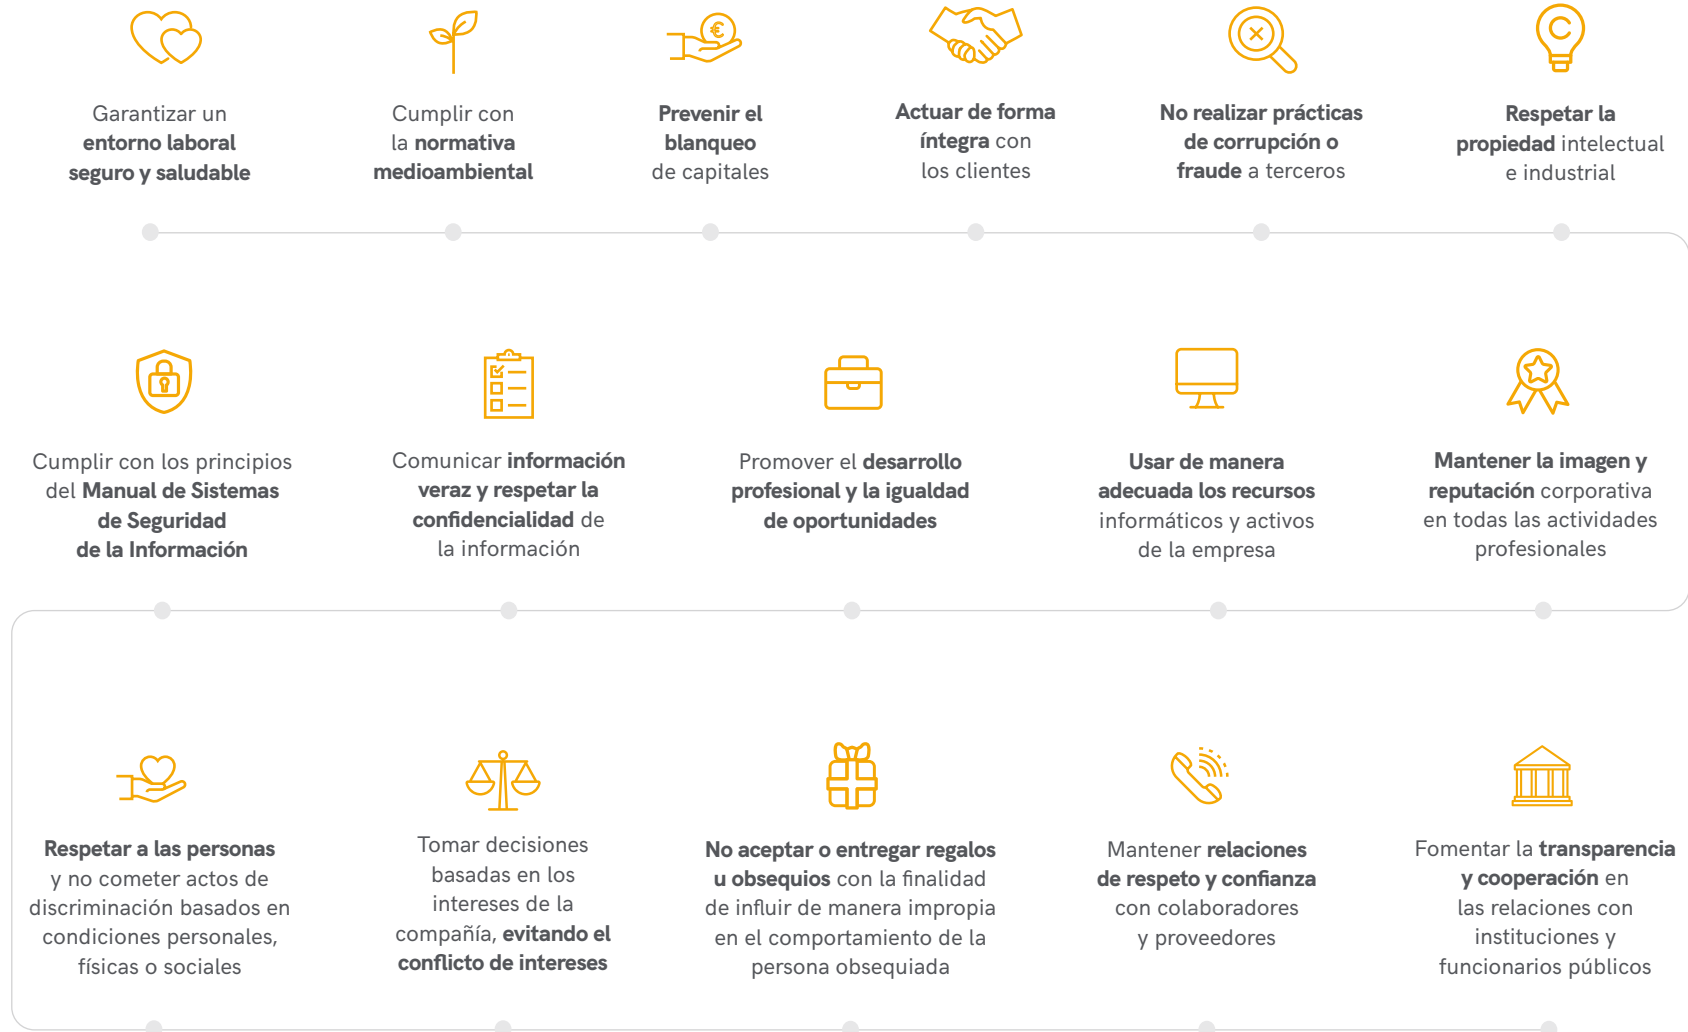 €
C
Garantizar un
entorno laboral
seguro y saludable
Cumplir con
la normativa
medioambiental
Prevenir el
blanqueo
de capitales
Actuar de forma
íntegra con
los clientes
No realizar prácticas
de corrupción o
fraude a terceros
Respetar la
propiedad intelectual
e industrial
Cumplir con los principios
del Manual de Sistemas
de Seguridad
de la Información
Comunicar información
veraz y respetar la
confidencialidad de
la información
Promover el desarrollo
profesional y la igualdad
de oportunidades
Usar de manera
adecuada los recursos
informáticos y activos
de la empresa
Mantener la imagen y
reputación corporativa
en todas las actividades
profesionales
Respetar a las personas
y no cometer actos de
discriminación basados en
condiciones personales,
físicas o sociales
Tomar decisiones
basadas en los
intereses de la
compañía, evitando el
conflicto de intereses
No aceptar o entregar regalos
u obsequios con la finalidad
de influir de manera impropia
en el comportamiento de la
persona obsequiada
Mantener relaciones
de respeto y confianza
con colaboradores
y proveedores
Fomentar la transparencia
y cooperación en
las relaciones con
instituciones y
funcionarios públicos